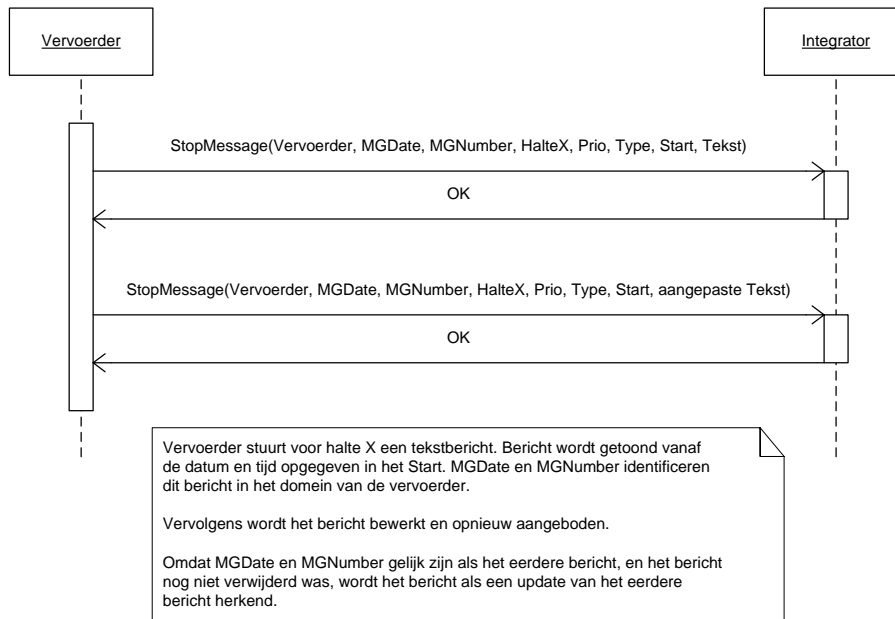 Vervoerder
Integrator
StopMessage(Vervoerder, MGDate, MGNumber, HalteX, Prio, Type, Start, Tekst)
OK
StopMessage(Vervoerder, MGDate, MGNumber, HalteX, Prio, Type, Start, aangepaste Tekst)
OK
Vervoerder stuurt voor halte X een tekstbericht. Bericht wordt getoond vanaf
de datum en tijd opgegeven in het Start. MGDate en MGNumber identificeren
dit bericht in het domein van de vervoerder.
Vervolgens wordt het bericht bewerkt en opnieuw aangeboden.
Omdat MGDate en MGNumber gelijk zijn als het eerdere bericht, en het bericht
nog niet verwijderd was, wordt het bericht als een update van het eerdere
bericht herkend.